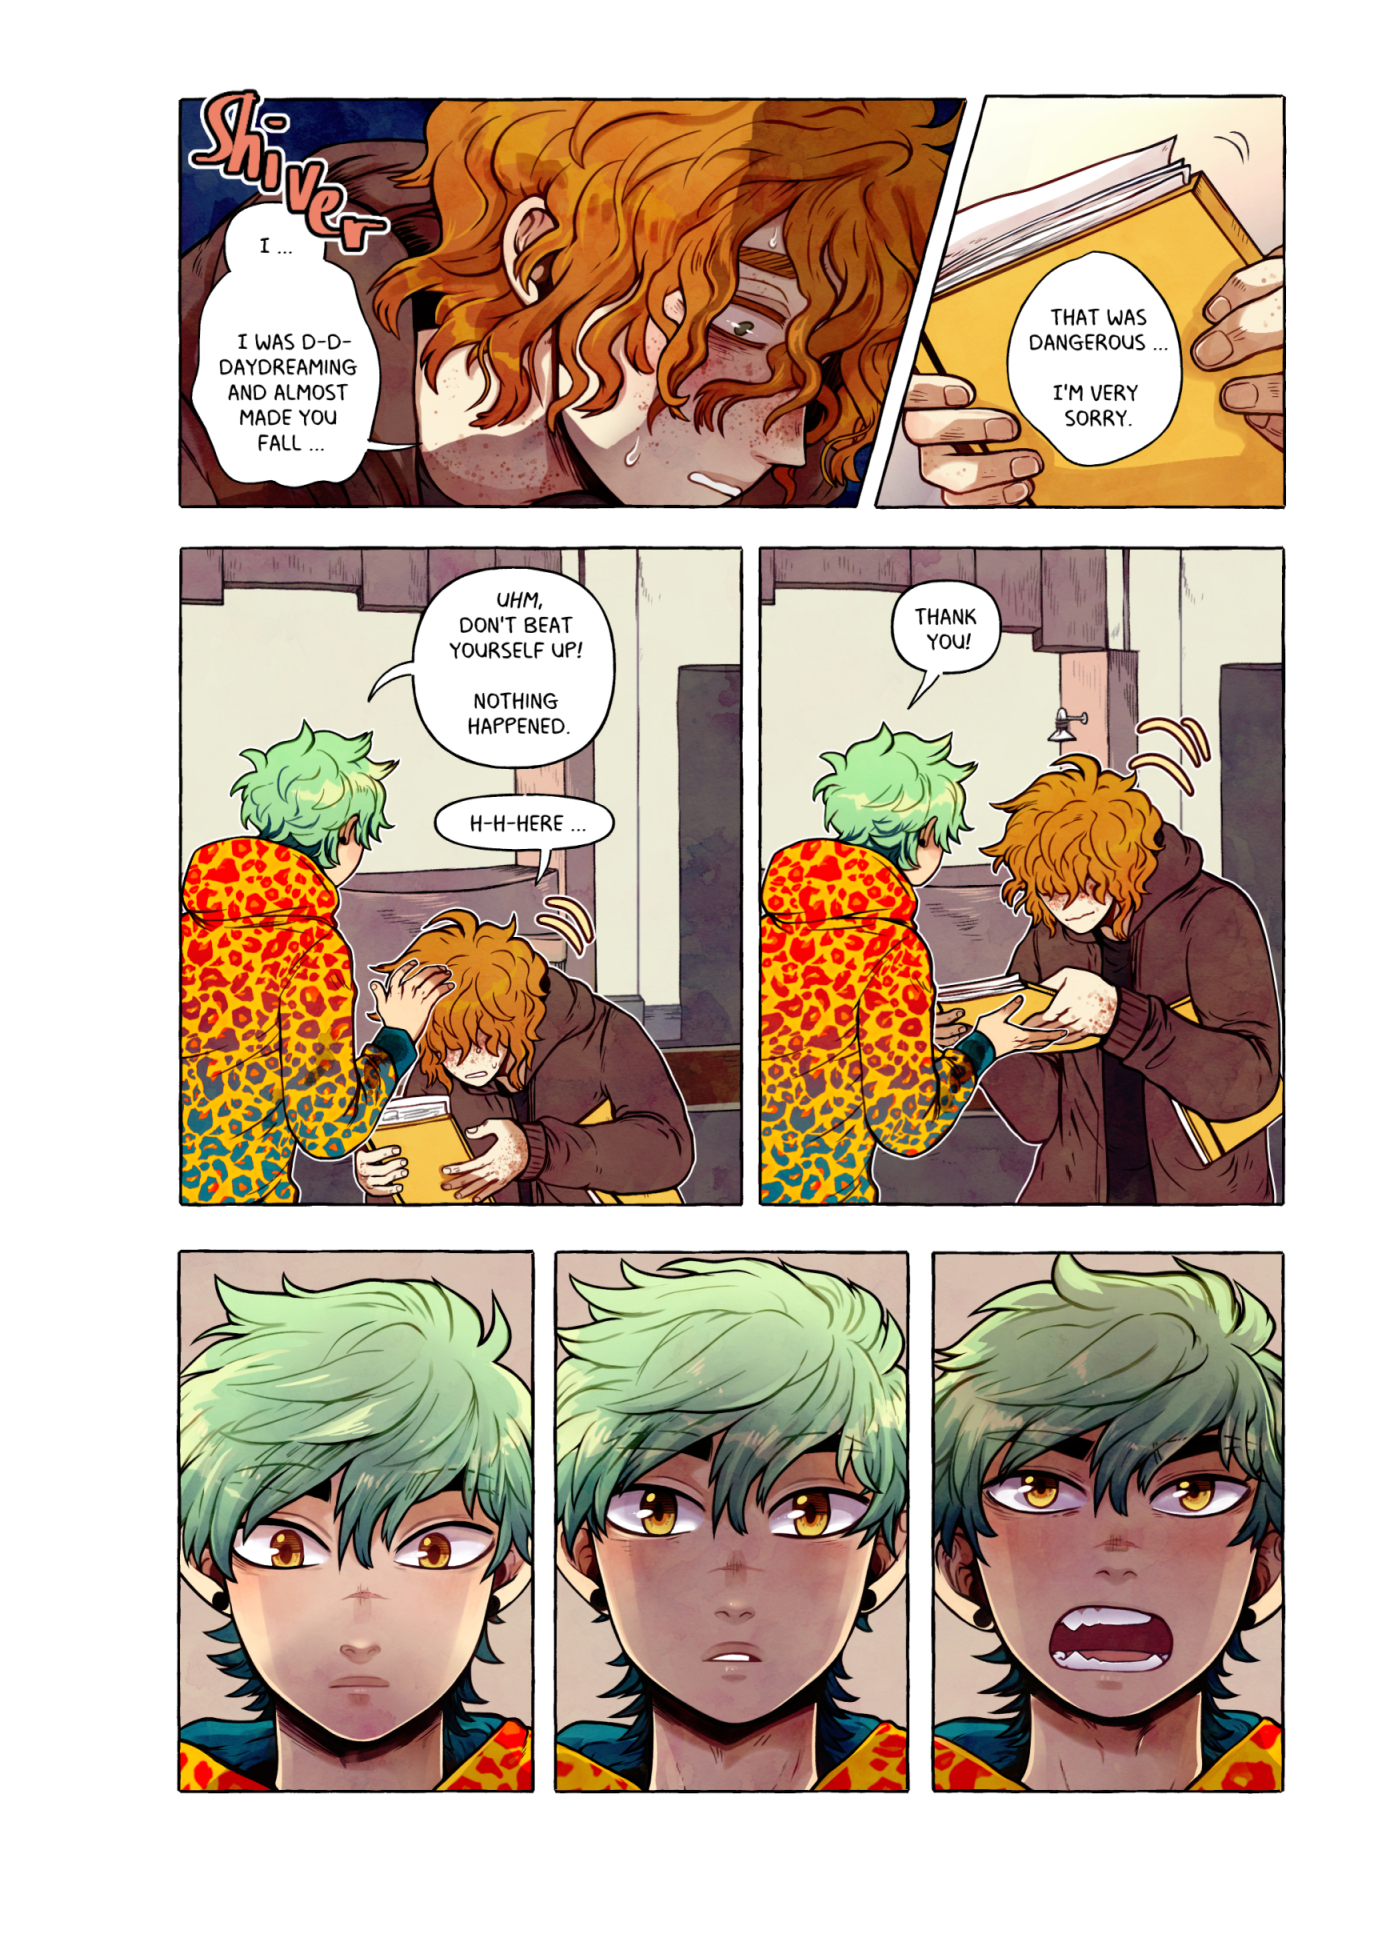 Shiver
I ...
I WAS D-D-
DAYDREAMING
AND ALMOST
MADE YOU
FALL ...
THAT WAS
DANGEROUS ...
I'M VERY
SORRY.
UHM,
DON'T BEAT
YOURSELF UP!
NOTHING
HAPPENED.
H-H-HERE ...
THANK
YOU!